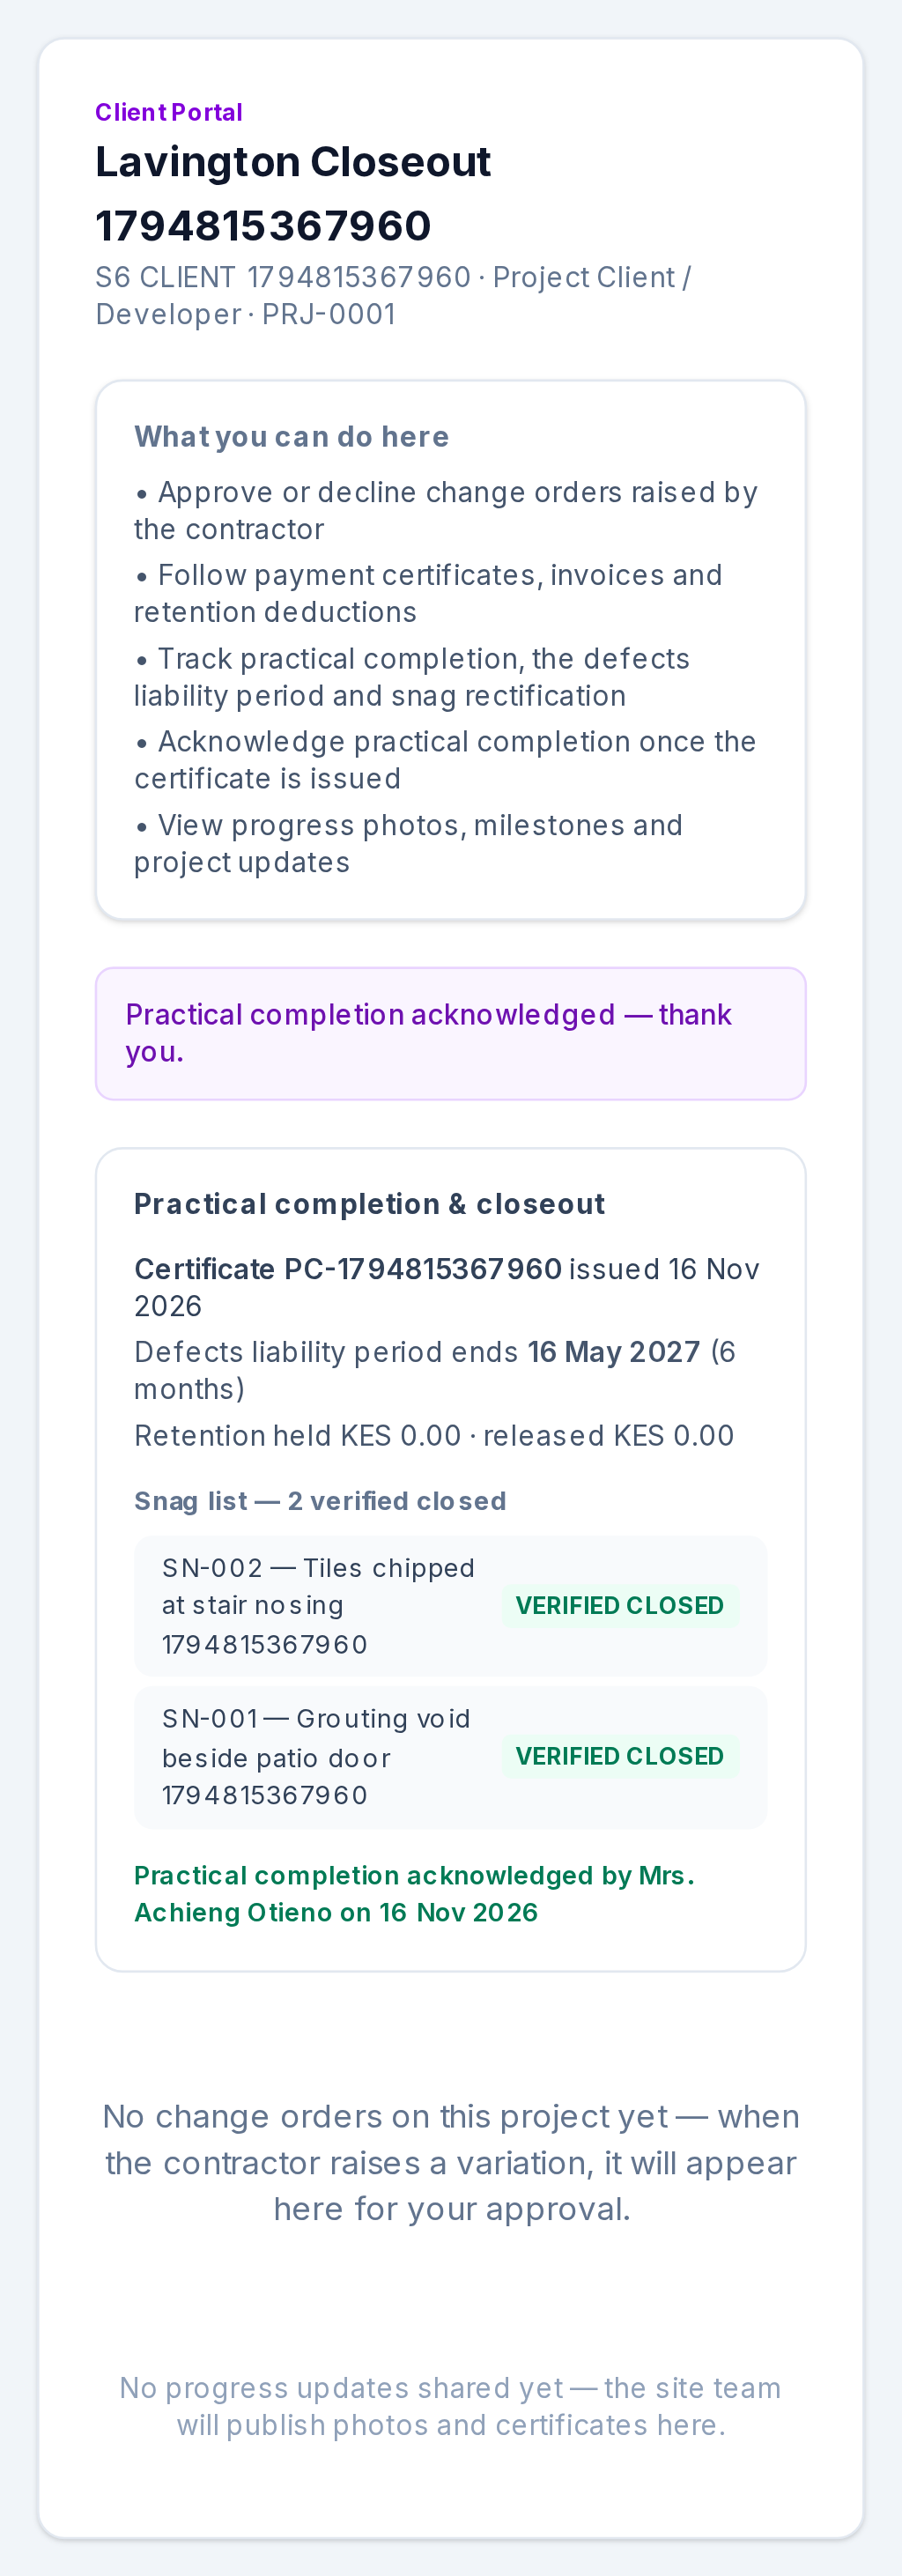 Client Portal
Lavington Closeout
1794815367960
S6 CLIENT 1794815367960 · Project Client /
Developer · PRJ-0001
What you can do here
• Approve or decline change orders raised by
the contractor
• Follow payment certificates, invoices and
retention deductions
• Track practical completion, the defects
liability period and snag rectification
• Acknowledge practical completion once the
certificate is issued
• View progress photos, milestones and
project updates
Practical completion acknowledged — thank
you.
Practical completion & closeout
Certificate PC-1794815367960 issued 16 Nov
2026
Defects liability period ends 16 May 2027 (6
months)
Retention held KES 0.00 · released KES 0.00
Snag list — 2 verified closed
SN-002 — Tiles chipped
at stair nosing
1794815367960
VERIFIED CLOSED
SN-001 — Grouting void
beside patio door
1794815367960
VERIFIED CLOSED
Practical completion acknowledged by Mrs.
Achieng Otieno on 16 Nov 2026
No change orders on this project yet — when
the contractor raises a variation, it will appear
here for your approval.
No progress updates shared yet — the site team
will publish photos and certificates here.